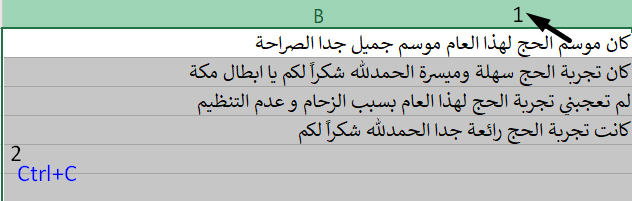 B
1
كان موسم الحج لهذا العام موسم جميل جدا الصراحة
كان تجربة الحج سهلة وميسرة الحمدلله شكراً لكم يا ابطال مكة
لم تعجبني تجربة الحج لهذا العام بسبب الزحام و عدم التنظيم
كانت تجربة الحج رائعة جدا الحمدلله شكراً لكم
2
Ctrl+C